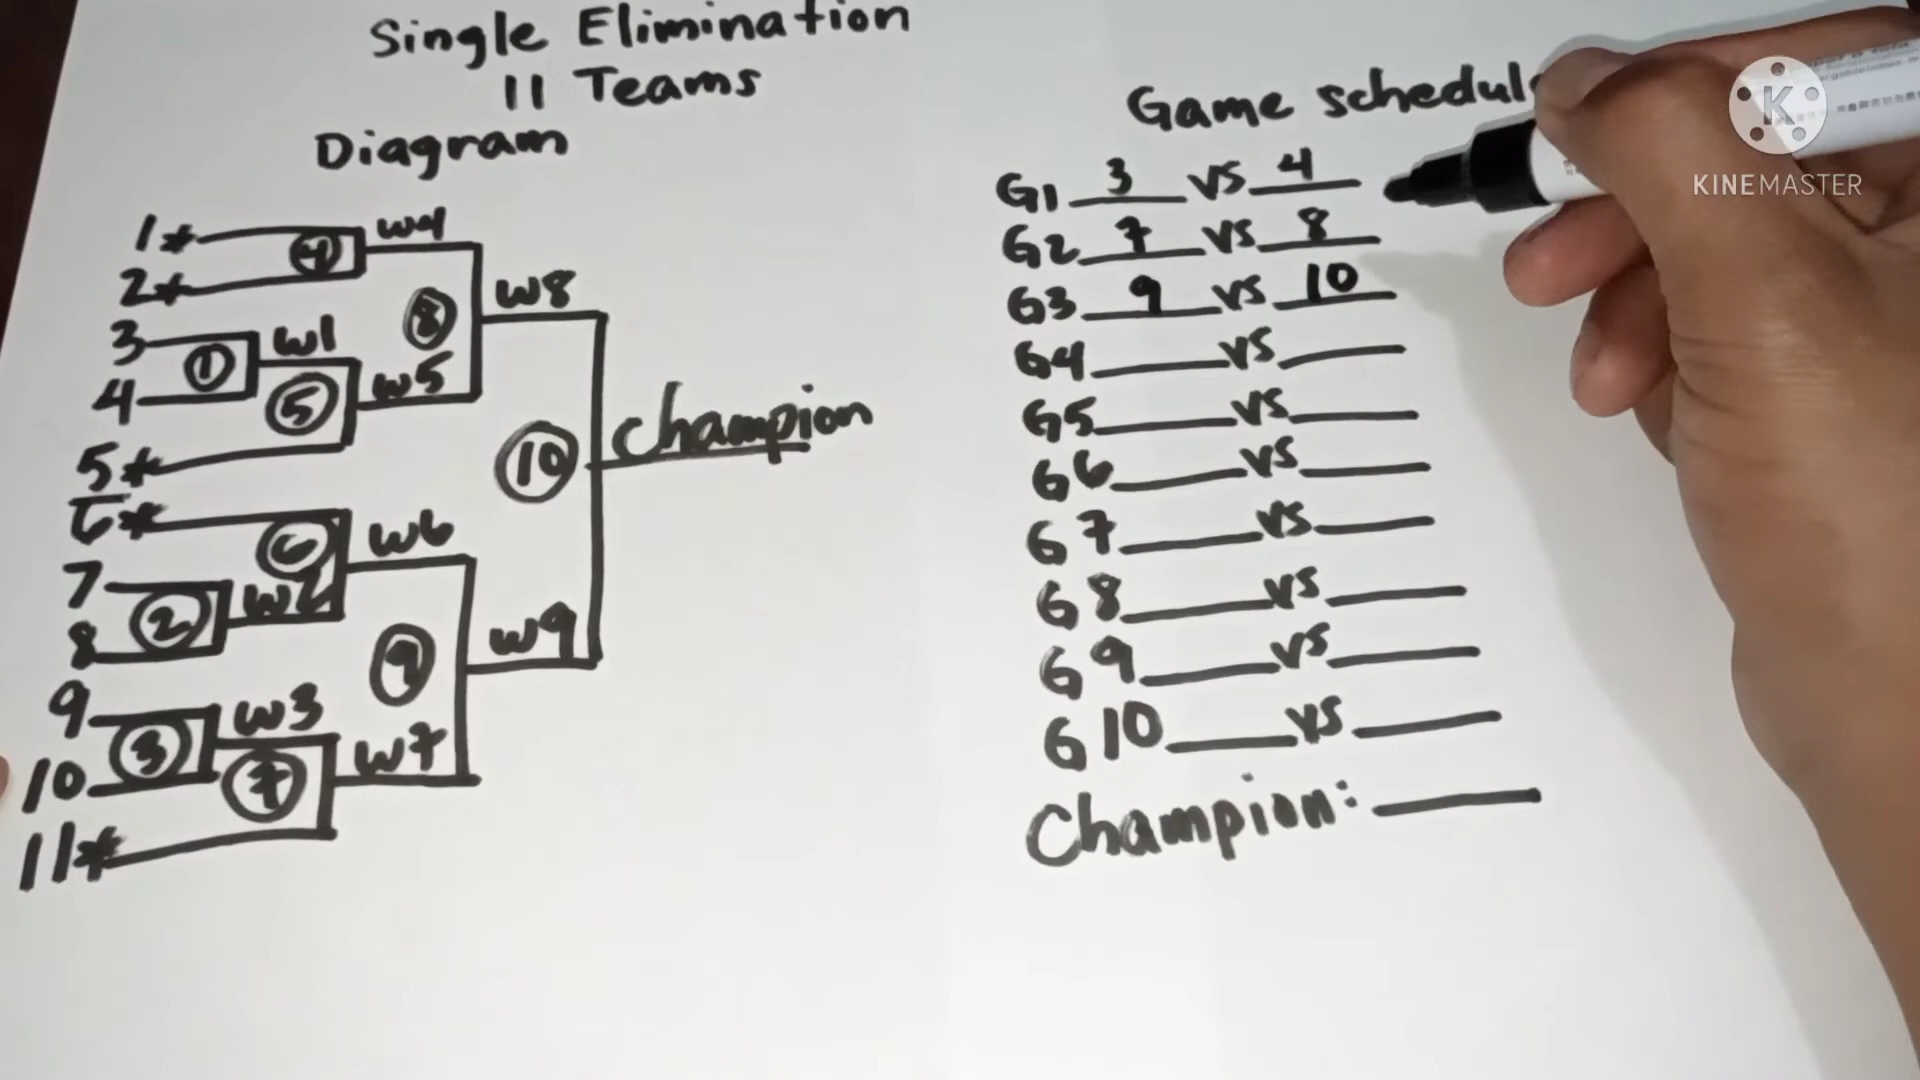 Single Elimination
11 Teams
Diagram
1*
2*
3
4
5*
6*
7
8
9
10
11*
4
1
5
8
10
6
2
9
3
7
W4
W1
W5
W8
W6
W2
W3
W7
W9
Champion
Game schedul
G1 3 vs 4
G2 7 vs 8
G3 9 vs 10
G4 vs
G5 vs
G6 vs
G7 vs
G8 vs
G9 vs
G10 vs
Champion:
K
KINEMASTER